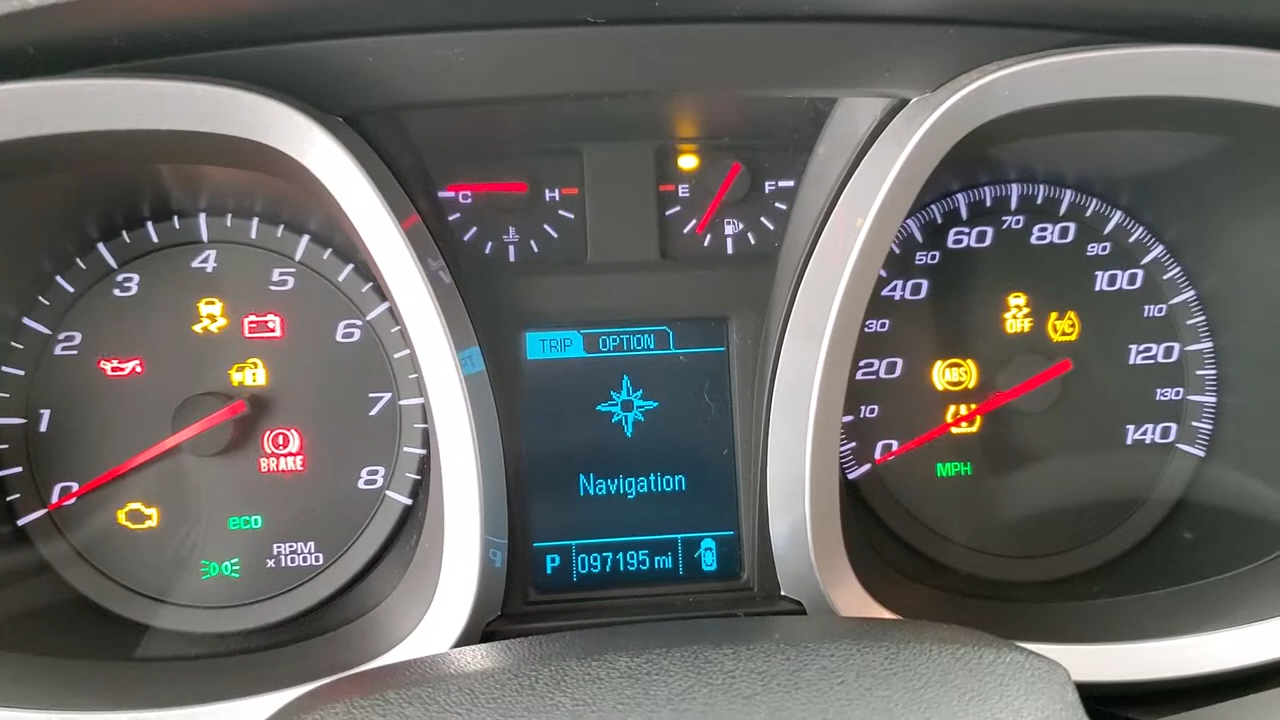 C H
E F
TRIP OPTION
Navigation
P 097195 mi
0
1
2
3
4
5
6
7
8
BRAKE
eco
RPM
x1000
0
10
20
30
40
50
60
70
80
90
100
110
120
130
140
OFF
ABS
MPH